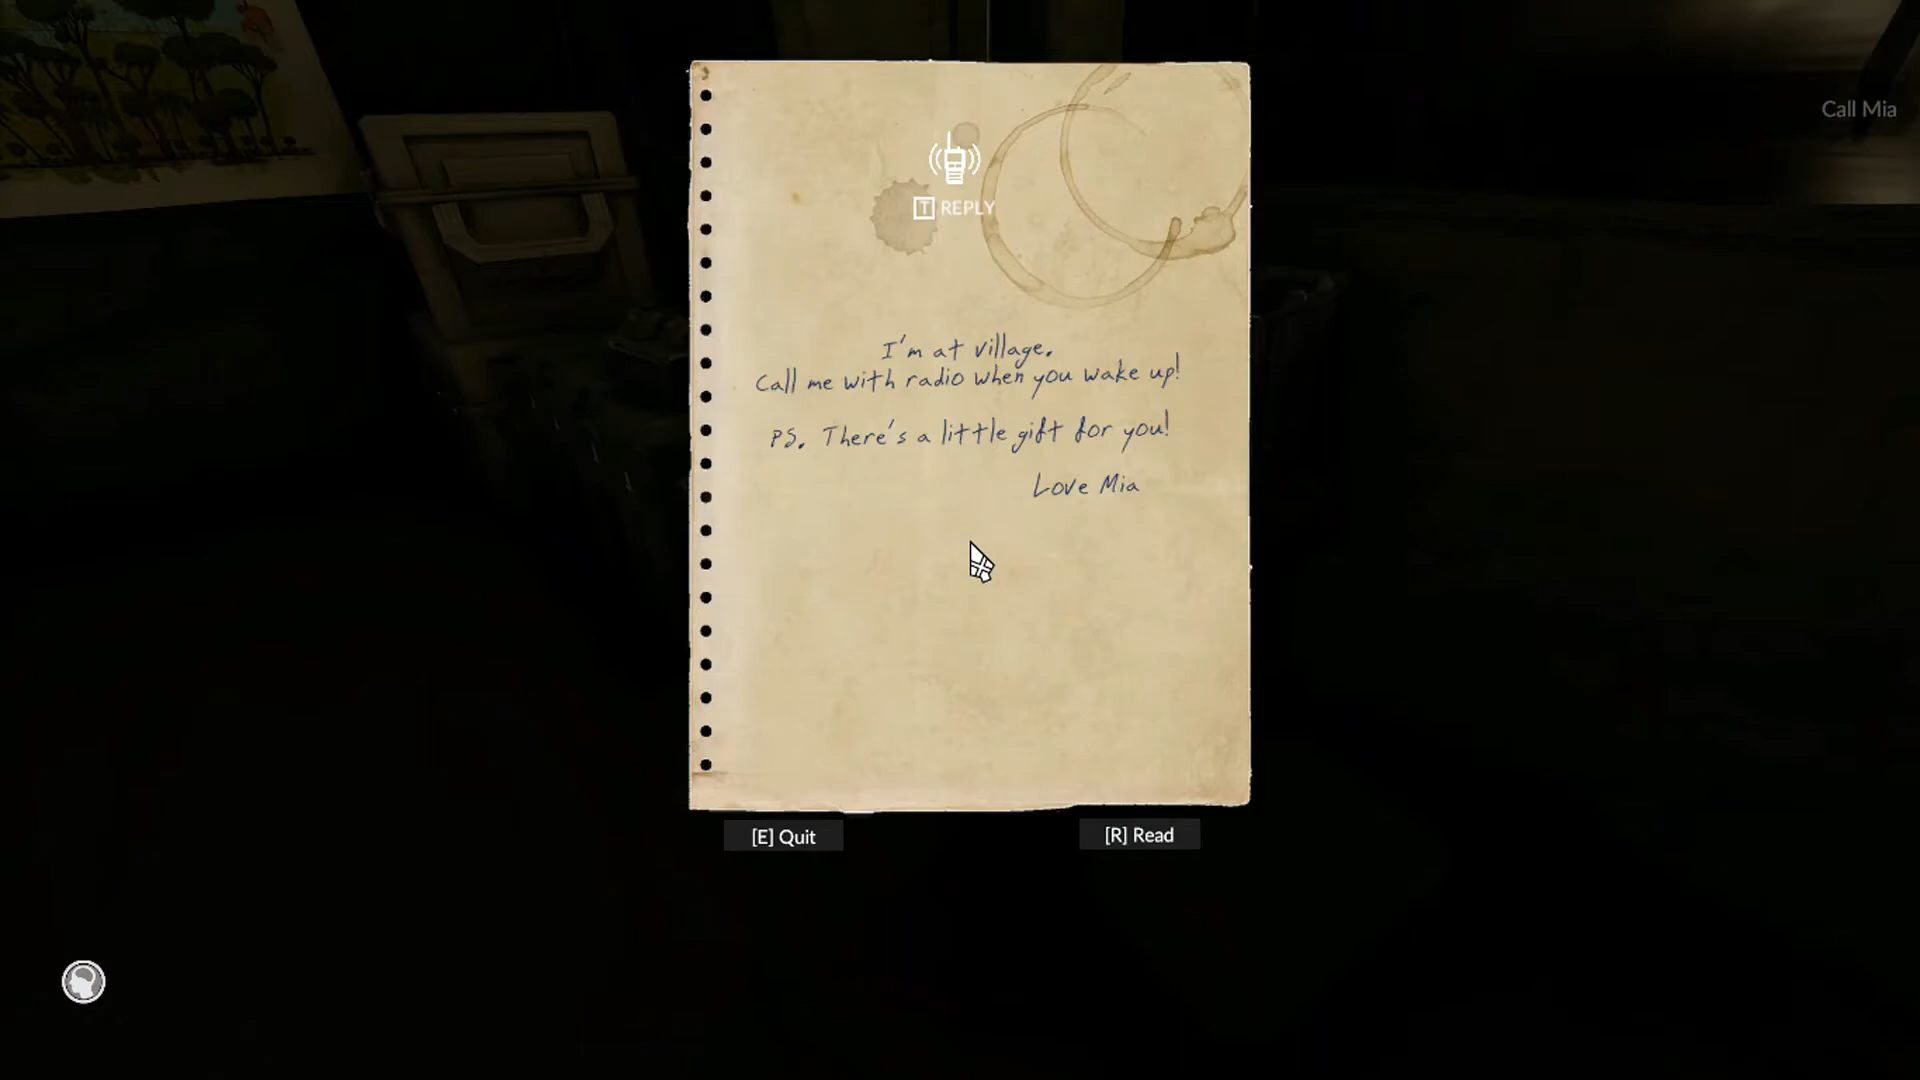 Call Mia
[T] REPLY
I'm at village.
Call me with radio when you wake up!
PS. There's a little gift for you!
Love Mia
[E] Quit
[R] Read